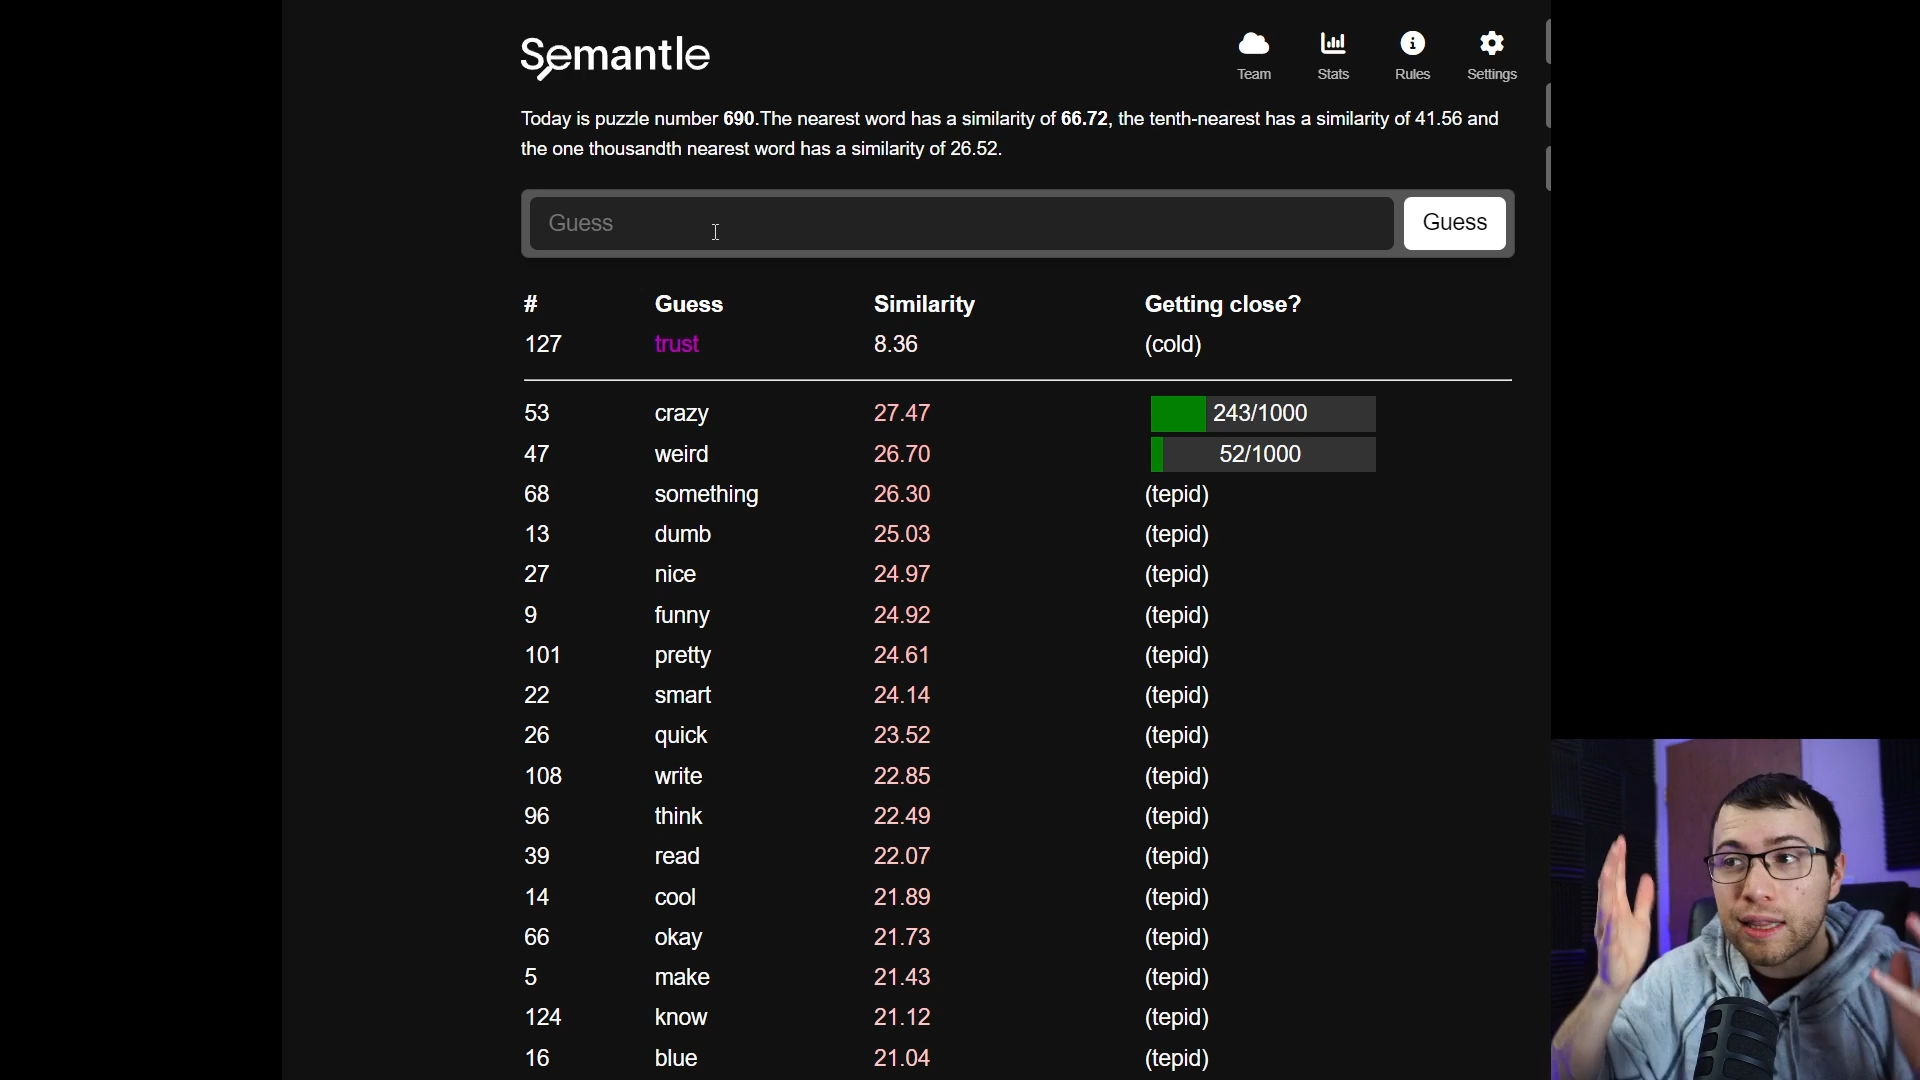 Semantle
Team Stats Rules Settings
Today is puzzle number 690.The nearest word has a similarity of 66.72, the tenth-nearest has a similarity of 41.56 and
the one thousandth nearest word has a similarity of 26.52.
Guess Guess
# Guess Similarity Getting close?
127 trust 8.36 (cold)
53 crazy 27.47 243/1000
47 weird 26.70 52/1000
68 something 26.30 (tepid)
13 dumb 25.03 (tepid)
27 nice 24.97 (tepid)
9 funny 24.92 (tepid)
101 pretty 24.61 (tepid)
22 smart 24.14 (tepid)
26 quick 23.52 (tepid)
108 write 22.85 (tepid)
96 think 22.49 (tepid)
39 read 22.07 (tepid)
14 cool 21.89 (tepid)
66 okay 21.73 (tepid)
5 make 21.43 (tepid)
124 know 21.12 (tepid)
16 blue 21.04 (tepid)